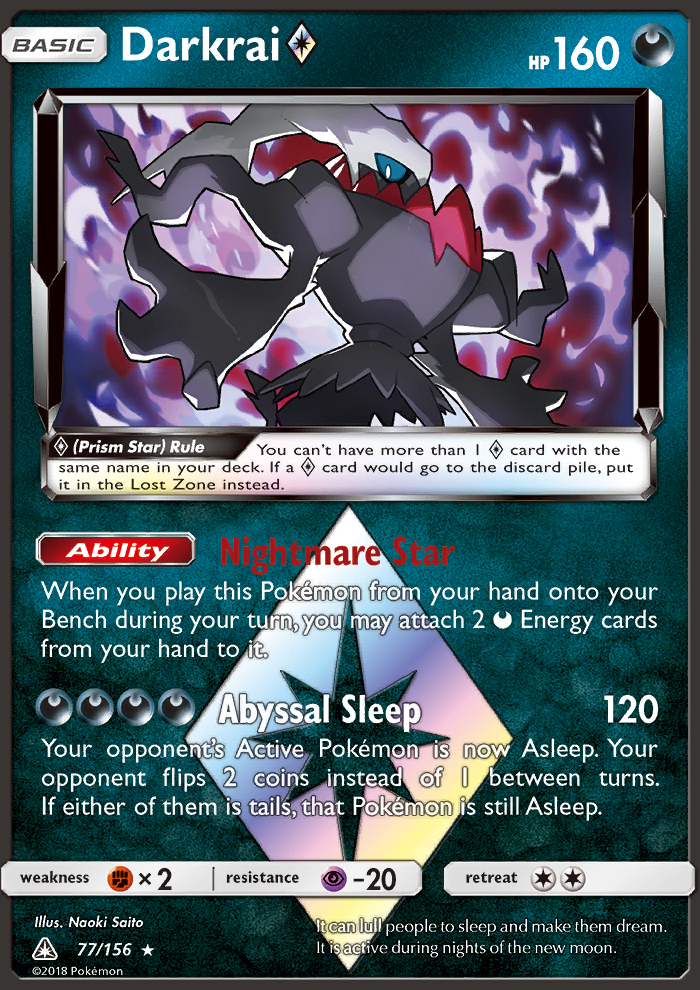 BASIC Darkrai HP 160
(Prism Star) Rule You can't have more than 1 card with the
same name in your deck. If a card would go to the discard pile, put
it in the Lost Zone instead.
Ability Nightmare Star
When you play this Pokémon from your hand onto your
Bench during your turn, you may attach 2 Energy cards
from your hand to it.
Abyssal Sleep 120
Your opponent's Active Pokémon is now Asleep. Your
opponent flips 2 coins instead of 1 between turns.
If either of them is tails, that Pokémon is still Asleep.
weakness ×2 resistance -20 retreat
Illus. Naoki Saito
It can lull people to sleep and make them dream.
77/156
It is active during nights of the new moon.
©2018 Pokémon